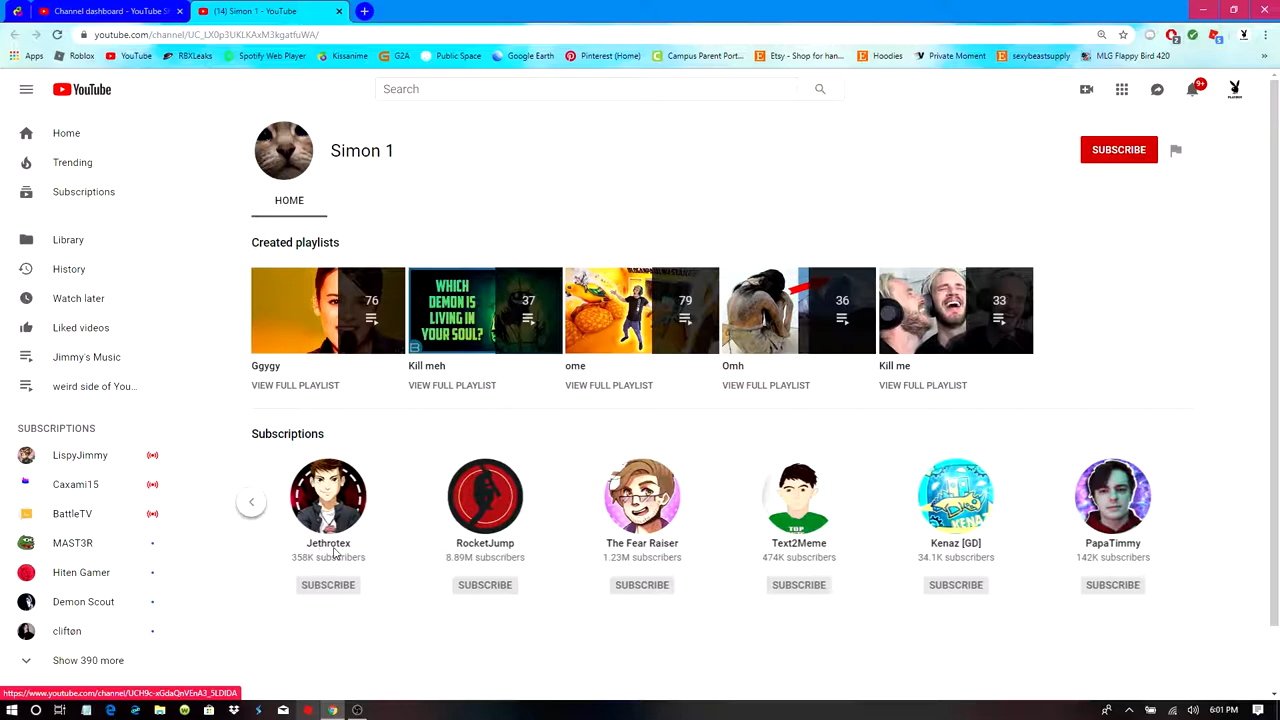 Channel dashboard - YouTube S
(14) Simon 1 - YouTube
youtube.com/channel/UC_LX0p3UKLKAxM3kgatfuWA/
Apps
Roblox
YouTube
RBXLeaks
Spotify Web Player
Kissanime
G2A
Public Space
Google Earth
Pinterest (Home)
Campus Parent Port...
Etsy - Shop for han...
Hoodies
Private Moment
sexybeastsupply
MLG Flappy Bird 420
YouTube
Search
9+
Home
Trending
Subscriptions
Library
History
Watch later
Liked videos
Jimmy's Music
weird side of You...
SUBSCRIPTIONS
LispyJimmy
Caxami15
BattleTV
MAST3R
Hiten Gamer
Demon Scout
cliftøn
Show 390 more
Simon 1
SUBSCRIBE
HOME
Created playlists
76
WHICH
DEMON IS
LIVING IN
YOUR SOUL?
37
79
36
33
Ggygy
Kill meh
ome
Omh
Kill me
VIEW FULL PLAYLIST
VIEW FULL PLAYLIST
VIEW FULL PLAYLIST
VIEW FULL PLAYLIST
VIEW FULL PLAYLIST
Subscriptions
TOP
KENAZ
Jethrotex
RocketJump
The Fear Raiser
Text2Meme
Kenaz [GD]
PapaTimmy
358K subscribers
8.89M subscribers
1.23M subscribers
474K subscribers
34.1K subscribers
142K subscribers
SUBSCRIBE
SUBSCRIBE
SUBSCRIBE
SUBSCRIBE
SUBSCRIBE
SUBSCRIBE
https://www.youtube.com/channel/UCH9c-xGdaQnVEnA3_5LDIDA
6:01 PM